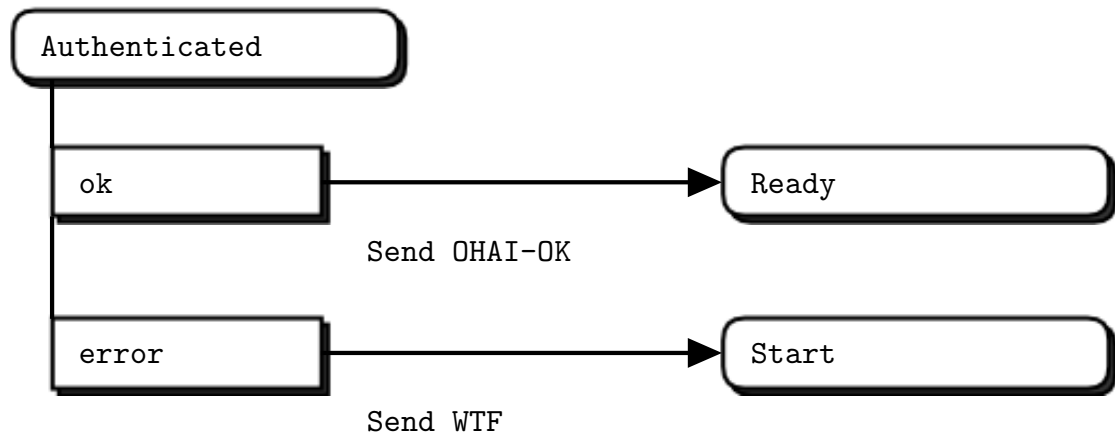 Authenticated
ok
Ready
Send OHAI-OK
error
Start
Send WTF